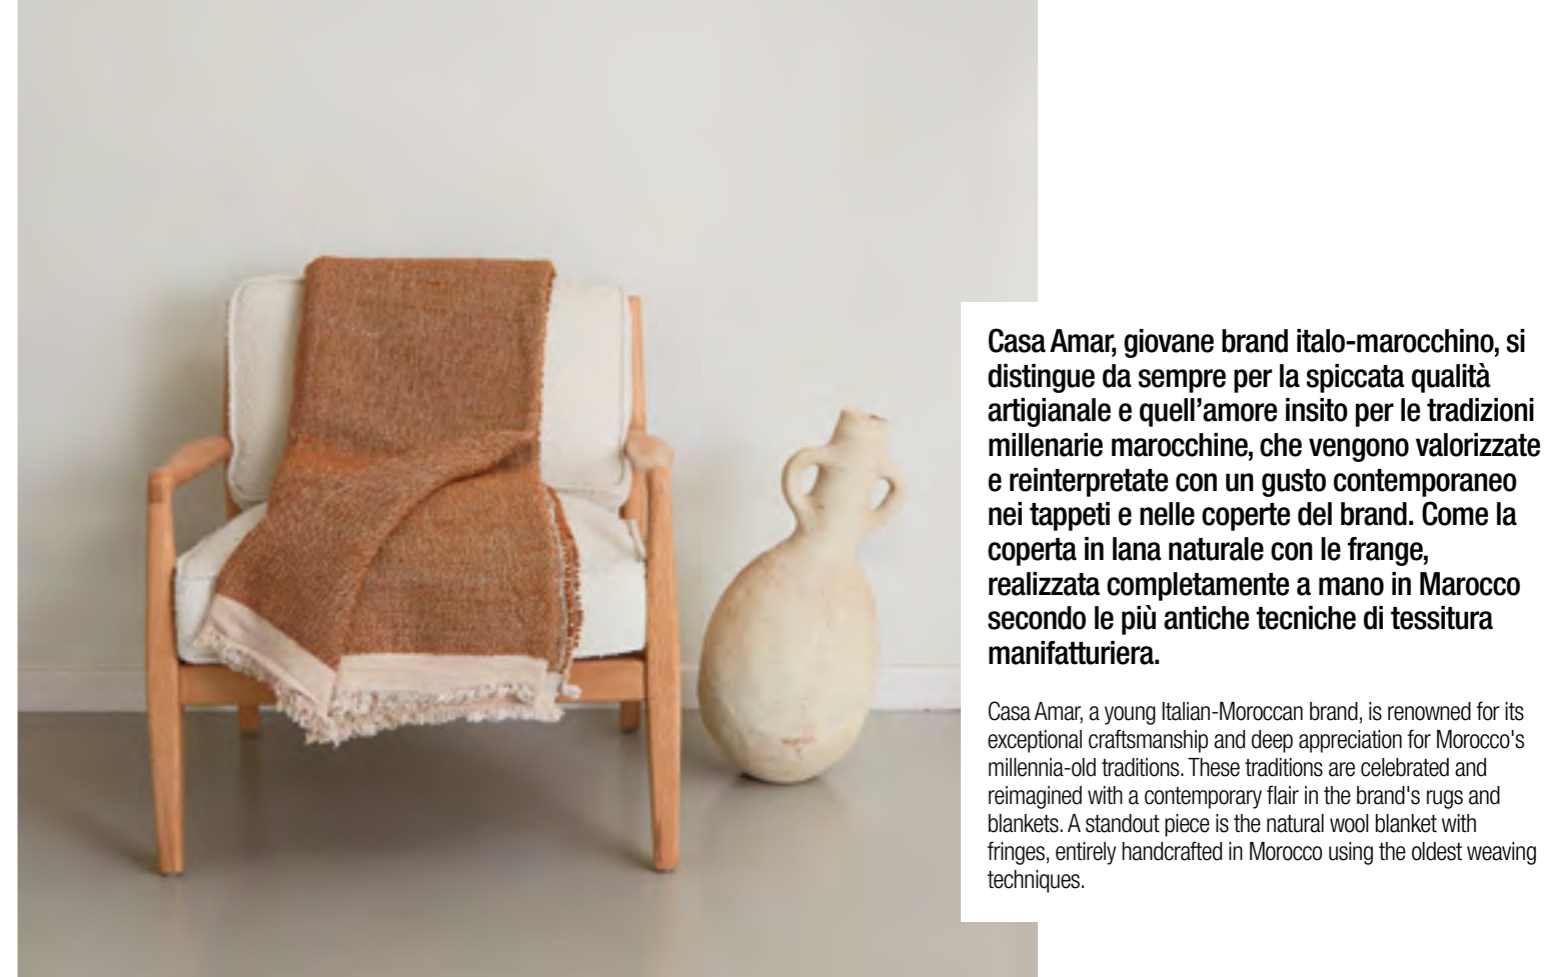 Casa Amar, giovane brand italo-marocchino, si
distingue da sempre per la spiccata qualità
artigianale e quell’amore insito per le tradizioni
millenarie marocchine, che vengono valorizzate
e reinterpretate con un gusto contemporaneo
nei tappeti e nelle coperte del brand. Come la
coperta in lana naturale con le frange,
realizzata completamente a mano in Marocco
secondo le più antiche tecniche di tessitura
manifatturiera.
Casa Amar, a young Italian-Moroccan brand, is renowned for its
exceptional craftsmanship and deep appreciation for Morocco's
millennia-old traditions. These traditions are celebrated and
reimagined with a contemporary flair in the brand's rugs and
blankets. A standout piece is the natural wool blanket with
fringes, entirely handcrafted in Morocco using the oldest weaving
techniques.